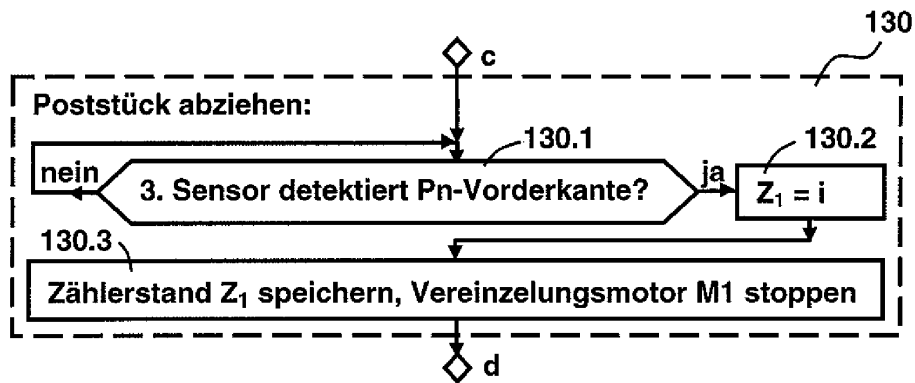 130
c
Poststück abziehen:
130.1
130.2
nein
3. Sensor detektiert Pn-Vorderkante?
ja
Z₁ = i
130.3
Zählerstand Z₁ speichern, Vereinzelungsmotor M1 stoppen
d